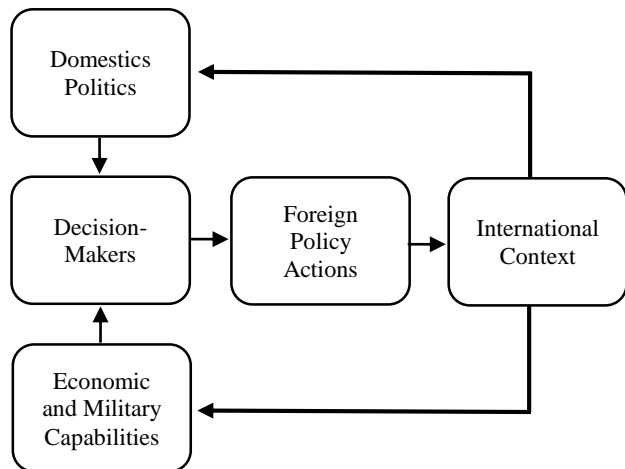 Domestics
Politics
Decision-
Makers
Foreign
Policy
Actions
International
Context
Economic
and Military
Capabilities